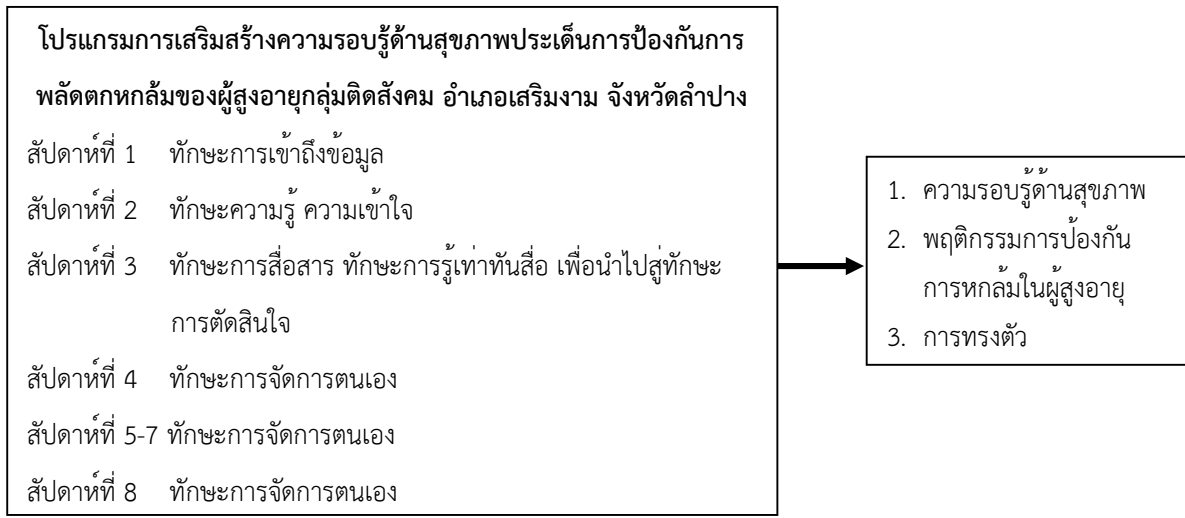 โปรแกรมการเสริมสร้างความรอบรู้ด้านสุขภาพประเด็นการป้องกันการ
พลัดตกหกล้มของผู้สูงอายุกลุ่มติดสังคม อำเภอเสริมงาม จังหวัดลำปาง
สัปดาห์ที่ 1 ทักษะการเข้าถึงข้อมูล
สัปดาห์ที่ 2 ทักษะความรู้ ความเข้าใจ
สัปดาห์ที่ 3 ทักษะการสื่อสาร ทักษะการรู้เท่าทันสื่อ เพื่อนำไปสู่ทักษะ
การตัดสินใจ
สัปดาห์ที่ 4 ทักษะการจัดการตนเอง
สัปดาห์ที่ 5-7 ทักษะการจัดการตนเอง
สัปดาห์ที่ 8 ทักษะการจัดการตนเอง
1. ความรอบรู้ด้านสุขภาพ
2. พฤติกรรมการป้องกัน
การหกล้มในผู้สูงอายุ
3. การทรงตัว